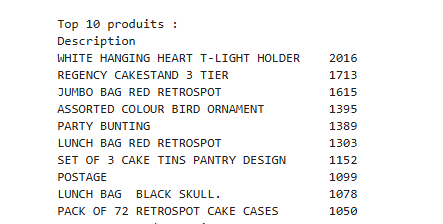 Top 10 produits :
Description
WHITE HANGING HEART T-LIGHT HOLDER    2016
REGENCY CAKESTAND 3 TIER              1713
JUMBO BAG RED RETROSPOT               1615
ASSORTED COLOUR BIRD ORNAMENT         1395
PARTY BUNTING                         1389
LUNCH BAG RED RETROSPOT               1303
SET OF 3 CAKE TINS PANTRY DESIGN      1152
POSTAGE                               1099
LUNCH BAG  BLACK SKULL.               1078
PACK OF 72 RETROSPOT CAKE CASES       1050